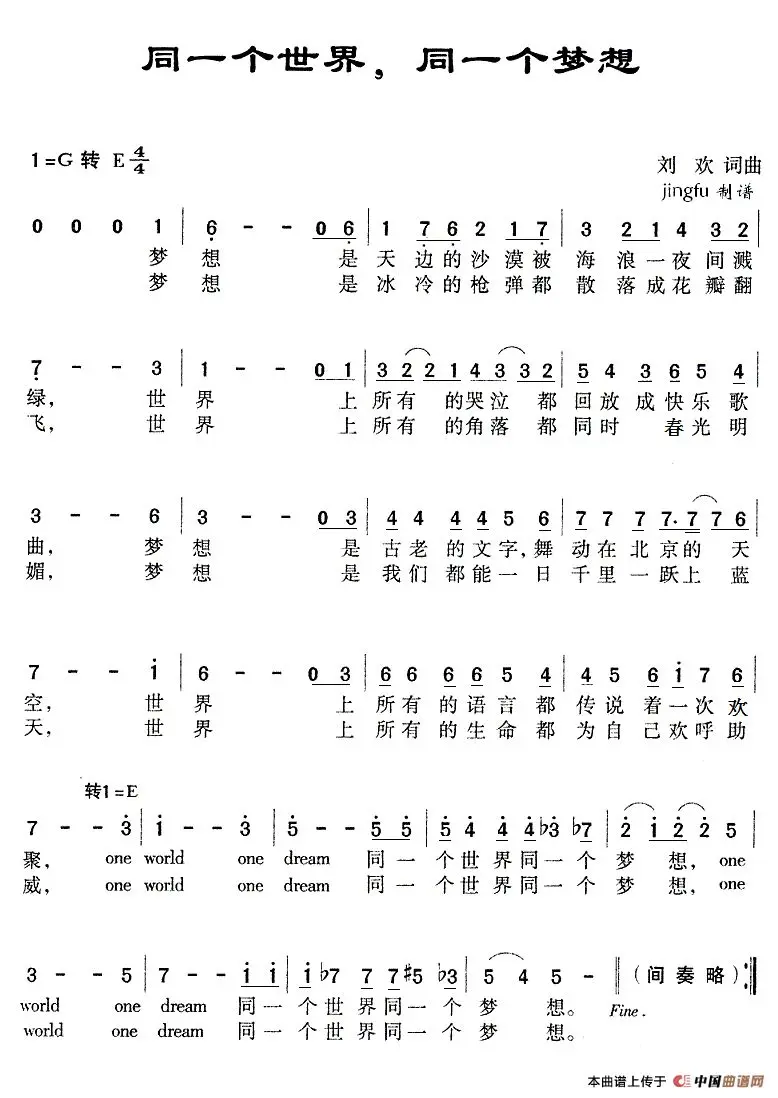 同一个世界，同一个梦想
1=G 转 E 4/4
刘 欢 词曲
jingfu 制谱
0 0 0 1 | 6 - - 0 6 | 1 7 6 2 1 7 | 3 2 1 4 3 2
梦 想 是 天 边 的 沙 漠 被 海 浪 一 夜 间 溅
梦 想 是 冰 冷 的 枪 弹 都 散 落 成 花 瓣 翻
7 - - 3 | 1 - - 0 1 | 3 2 2 1 4 3 3 3 2 | 5 4 3 6 5 4
绿， 世 界 上 所 有 的 哭 泣 都 回 放 成 快 乐 歌
飞， 世 界 上 所 有 的 角 落 都 同 时 春 光 明
3 - - 6 | 3 - - 0 3 | 4 4 4 4 5 6 | 7 7 7 7. 7 7 6
曲， 梦 想 是 古 老 的 文 字，舞 动 在 北 京 的 天
媚， 梦 想 是 我 们 都 能 一 日 千 里 一 跃 上 蓝
7 - - 1 | 6 - - 0 3 | 6 6 6 6 5 4 | 4 5 6 1 7 6
空， 世 界 上 所 有 的 语 言 都 传 说 着 一 次 欢
天， 世 界 上 所 有 的 生 命 都 为 自 己 欢 呼 助
转1=E
7 - - 3 | 1 - - 3 | 5 - - 5 5 | 5 4 4 4 b3 b7 | 2 1 2 2 5
聚， one world one dream 同 一 个 世 界 同 一 个 梦 想， one
威， one world one dream 同 一 个 世 界 同 一 个 梦 想， one
3 - - 5 | 7 - - 1 1 | 1 b7 7 7 #5 b3 | 5 4 5 - ‖ (间奏略) :‖
world one dream 同 一 个 世 界 同 一 个 梦 想。 Fine.
world one dream 同 一 个 世 界 同 一 个 梦 想。
本曲谱上传于 中国曲谱网